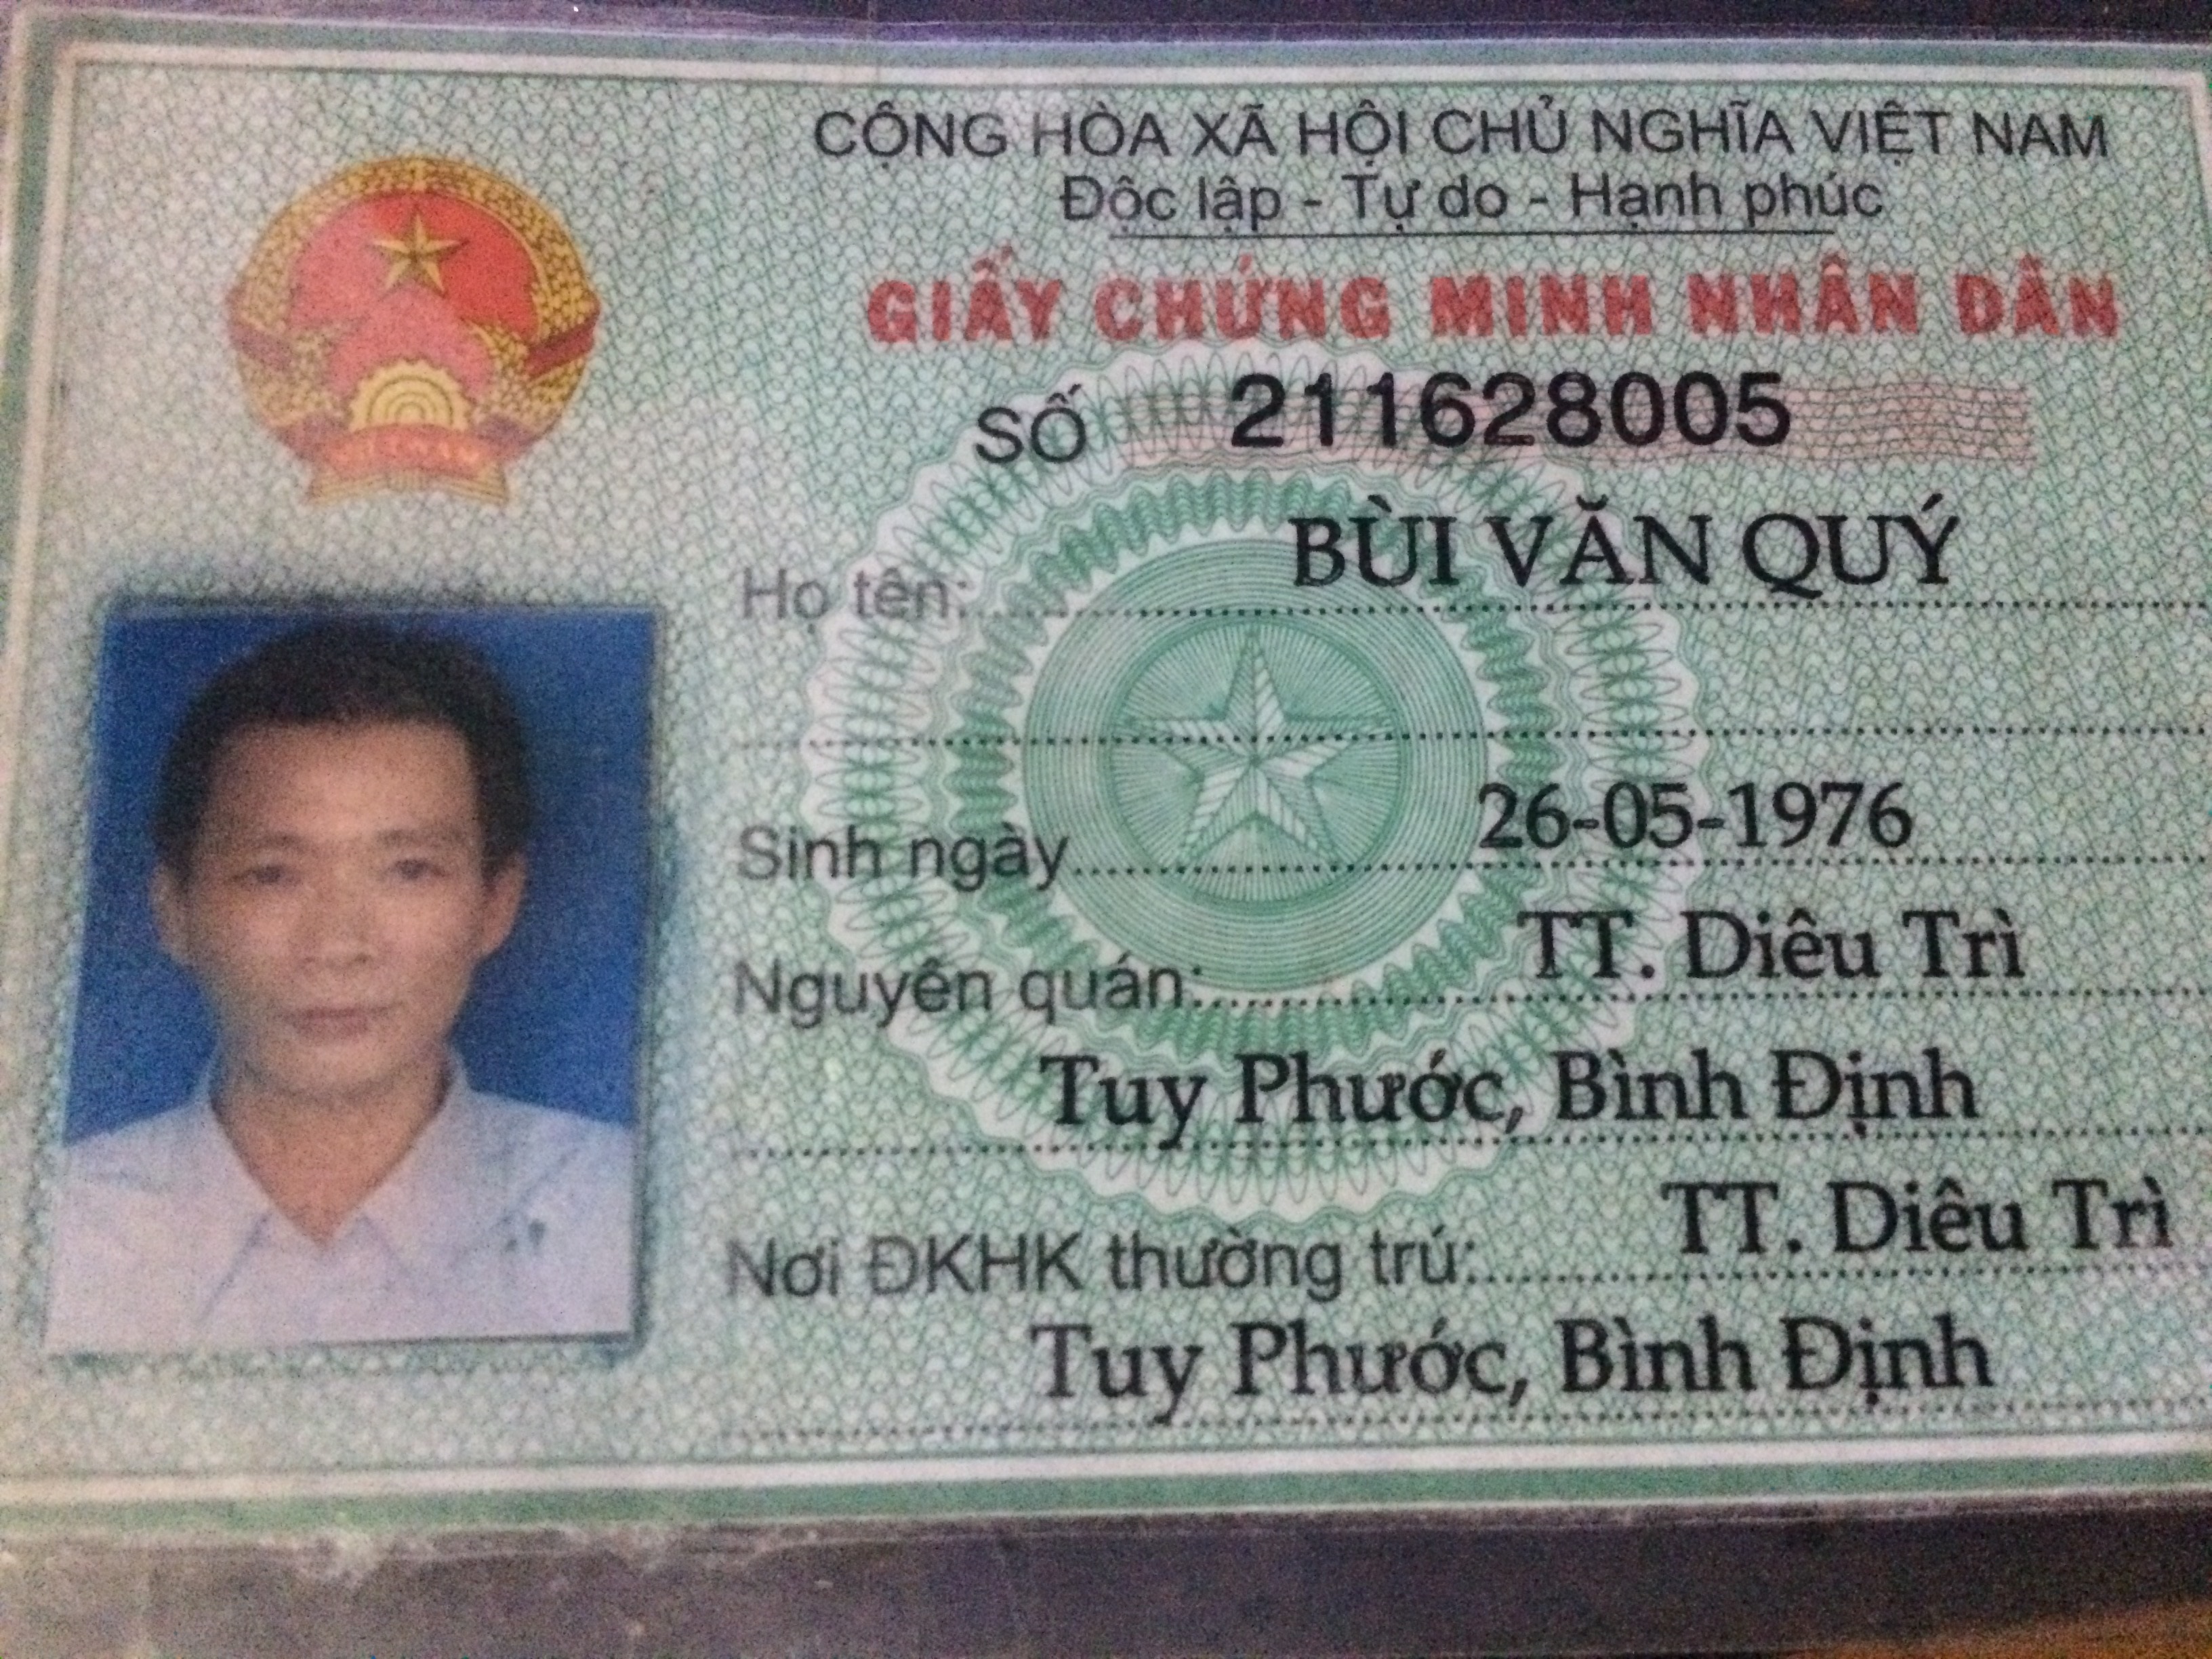 CỘNG HÒA XÃ HỘI CHỦ NGHĨA VIỆT NAM
Độc lập - Tự do - Hạnh phúc
GIẤY CHỨNG MINH NHÂN DÂN
SỐ 211628005
Họ tên: BÙI VĂN QUÝ
Sinh ngày 26-05-1976
Nguyên quán: TT. Diêu Trì
Tuy Phước, Bình Định
Nơi ĐKHK thường trú: TT. Diêu Trì
Tuy Phước, Bình Định